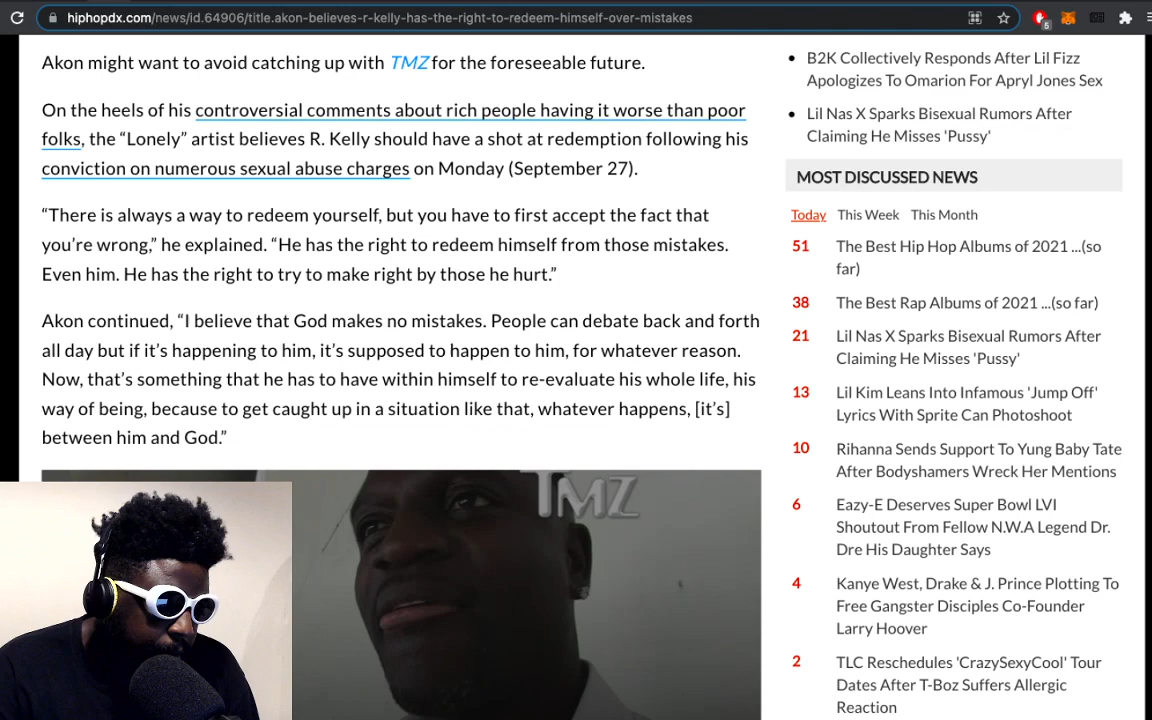 hiphopdx.com/news/id.64906/title.akon-believes-r-kelly-has-the-right-to-redeem-himself-over-mistakes
5
Akon might want to avoid catching up with TMZ for the foreseeable future.
On the heels of his controversial comments about rich people having it worse than poor
folks, the “Lonely” artist believes R. Kelly should have a shot at redemption following his
conviction on numerous sexual abuse charges on Monday (September 27).
“There is always a way to redeem yourself, but you have to first accept the fact that
you’re wrong,” he explained. “He has the right to redeem himself from those mistakes.
Even him. He has the right to try to make right by those he hurt.”
Akon continued, “I believe that God makes no mistakes. People can debate back and forth
all day but if it’s happening to him, it’s supposed to happen to him, for whatever reason.
Now, that’s something that he has to have within himself to re-evaluate his whole life, his
way of being, because to get caught up in a situation like that, whatever happens, [it’s]
between him and God.”
TMZ
B2K Collectively Responds After Lil Fizz
Apologizes To Omarion For Apryl Jones Sex
Lil Nas X Sparks Bisexual Rumors After
Claiming He Misses 'Pussy'
MOST DISCUSSED NEWS
Today This Week This Month
51 The Best Hip Hop Albums of 2021 ...(so
far)
38 The Best Rap Albums of 2021 ...(so far)
21 Lil Nas X Sparks Bisexual Rumors After
Claiming He Misses 'Pussy'
13 Lil Kim Leans Into Infamous 'Jump Off'
Lyrics With Sprite Can Photoshoot
10 Rihanna Sends Support To Yung Baby Tate
After Bodyshamers Wreck Her Mentions
6 Eazy-E Deserves Super Bowl LVI
Shoutout From Fellow N.W.A Legend Dr.
Dre His Daughter Says
4 Kanye West, Drake & J. Prince Plotting To
Free Gangster Disciples Co-Founder
Larry Hoover
2 TLC Reschedules 'CrazySexyCool' Tour
Dates After T-Boz Suffers Allergic
Reaction